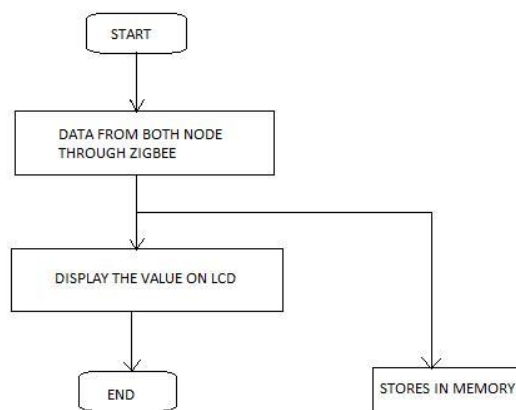 START
DATA FROM BOTH NODE
THROUGH ZIGBEE
DISPLAY THE VALUE ON LCD
END
STORES IN MEMORY